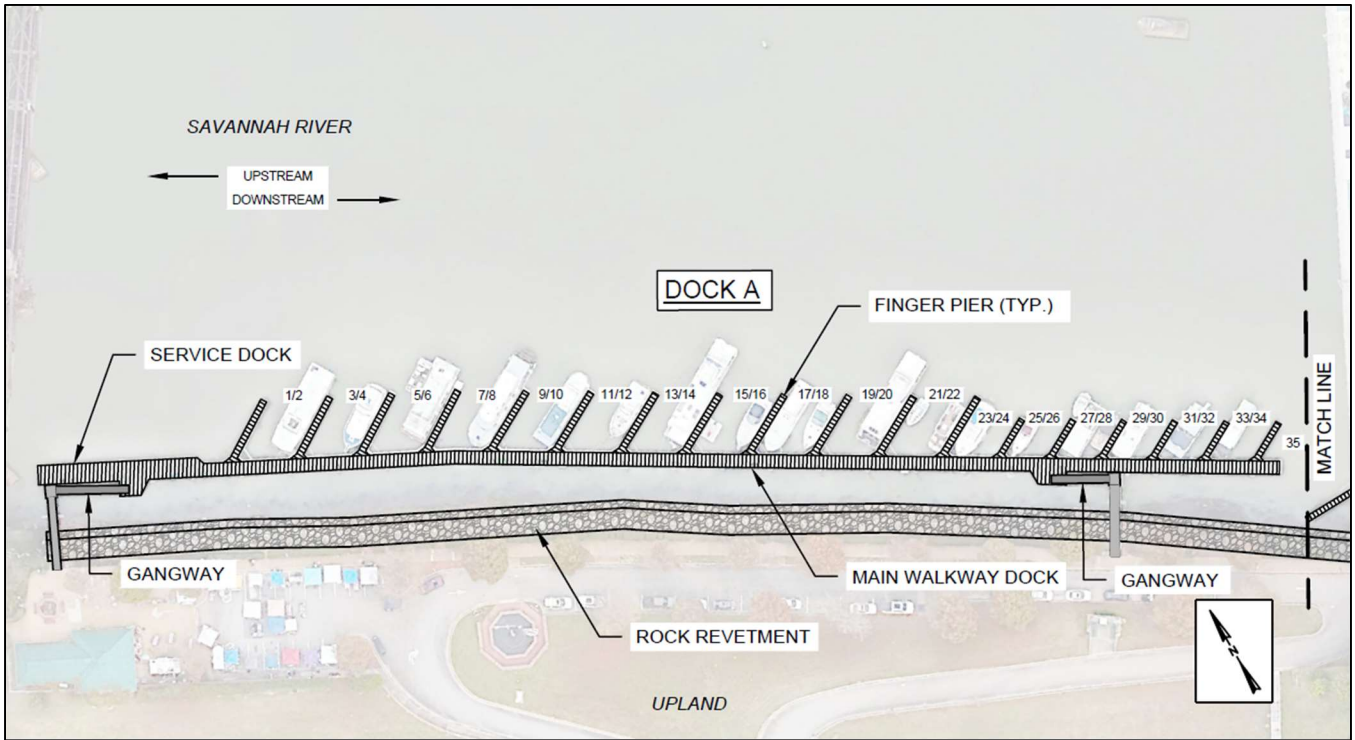 SAVANNAH RIVER
UPSTREAM
DOWNSTREAM
DOCK A
FINGER PIER (TYP.)
SERVICE DOCK
1/2
3/4
5/6
7/8
9/10
11/12
13/14
15/16
17/18
19/20
21/22
23/24
25/26
27/28
29/30
31/32
33/34
35
MATCH LINE
GANGWAY
MAIN WALKWAY DOCK
GANGWAY
ROCK REVETMENT
UPLAND
N